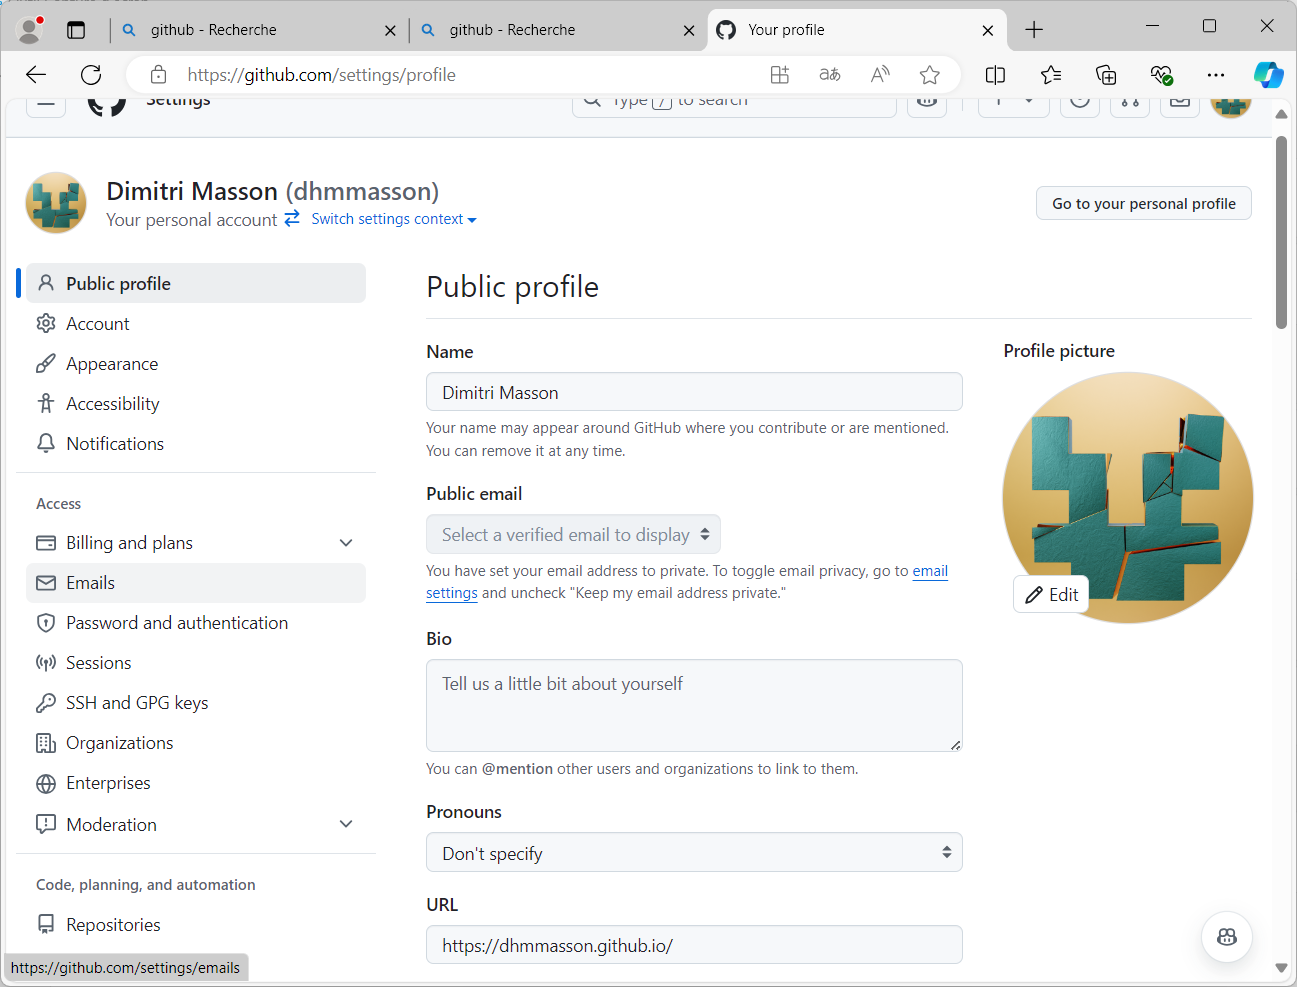 github - Recherche
github - Recherche
Your profile
https://github.com/settings/profile
Settings
Type / to search
Dimitri Masson (dhmmasson)
Your personal account
Switch settings context
Go to your personal profile
Public profile
Account
Appearance
Accessibility
Notifications
Access
Billing and plans
Emails
Password and authentication
Sessions
SSH and GPG keys
Organizations
Enterprises
Moderation
Code, planning, and automation
Repositories
https://github.com/settings/emails
Public profile
Name
Dimitri Masson
Your name may appear around GitHub where you contribute or are mentioned.
You can remove it at any time.
Public email
Select a verified email to display
You have set your email address to private. To toggle email privacy, go to email
settings and uncheck "Keep my email address private."
Bio
Tell us a little bit about yourself
You can @mention other users and organizations to link to them.
Pronouns
Don't specify
URL
https://dhmmasson.github.io/
Profile picture
Edit